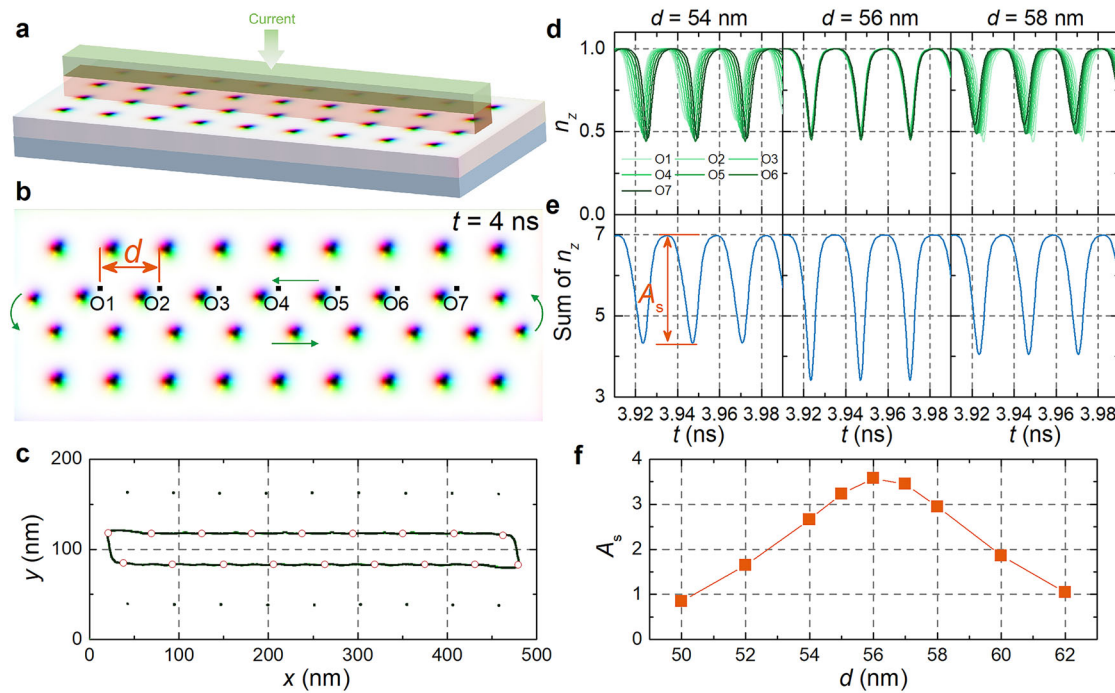 a
Current
b
t = 4 ns
d
O1 O2 O3 O4 O5 O6 O7
c
200
100
0
y (nm)
0 100 200 300 400 500
x (nm)
d = 54 nm d = 56 nm d = 58 nm
d
1.0
0.5
0.0
nz
O1 O2 O3
O4 O5 O6
O7
e
7
5
3
Sum of nz
As
3.92 3.94 3.96 3.98 3.92 3.94 3.96 3.98 3.92 3.94 3.96 3.98
t (ns) t (ns) t (ns)
f
4
3
2
1
0
As
50 52 54 56 58 60 62
d (nm)